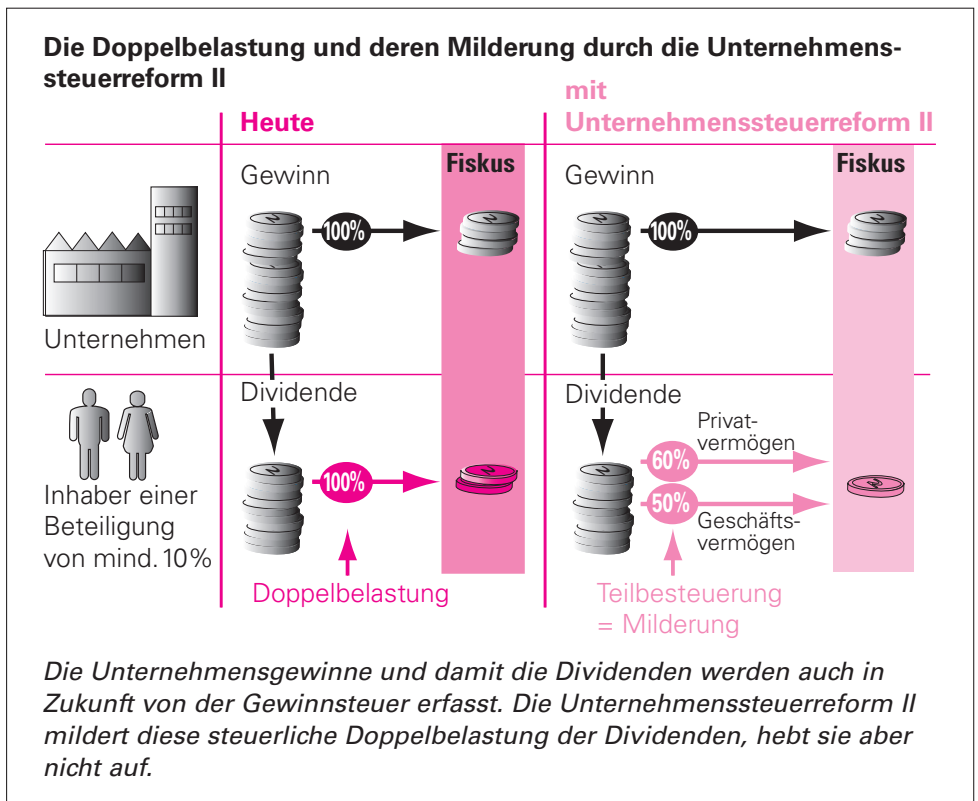 Die Doppelbelastung und deren Milderung durch die Unternehmens-
steuerreform II
Heute
mit
Unternehmenssteuerreform II
Fiskus
Fiskus
Gewinn
Gewinn
100%
100%
Unternehmen
Dividende
Dividende
Privat-
vermögen
100%
60%
50%
Geschäfts-
vermögen
Inhaber einer
Beteiligung
von mind. 10%
Doppelbelastung
Teilbesteuerung
= Milderung
Die Unternehmensgewinne und damit die Dividenden werden auch in
Zukunft von der Gewinnsteuer erfasst. Die Unternehmenssteuerreform II
mildert diese steuerliche Doppelbelastung der Dividenden, hebt sie aber
nicht auf.